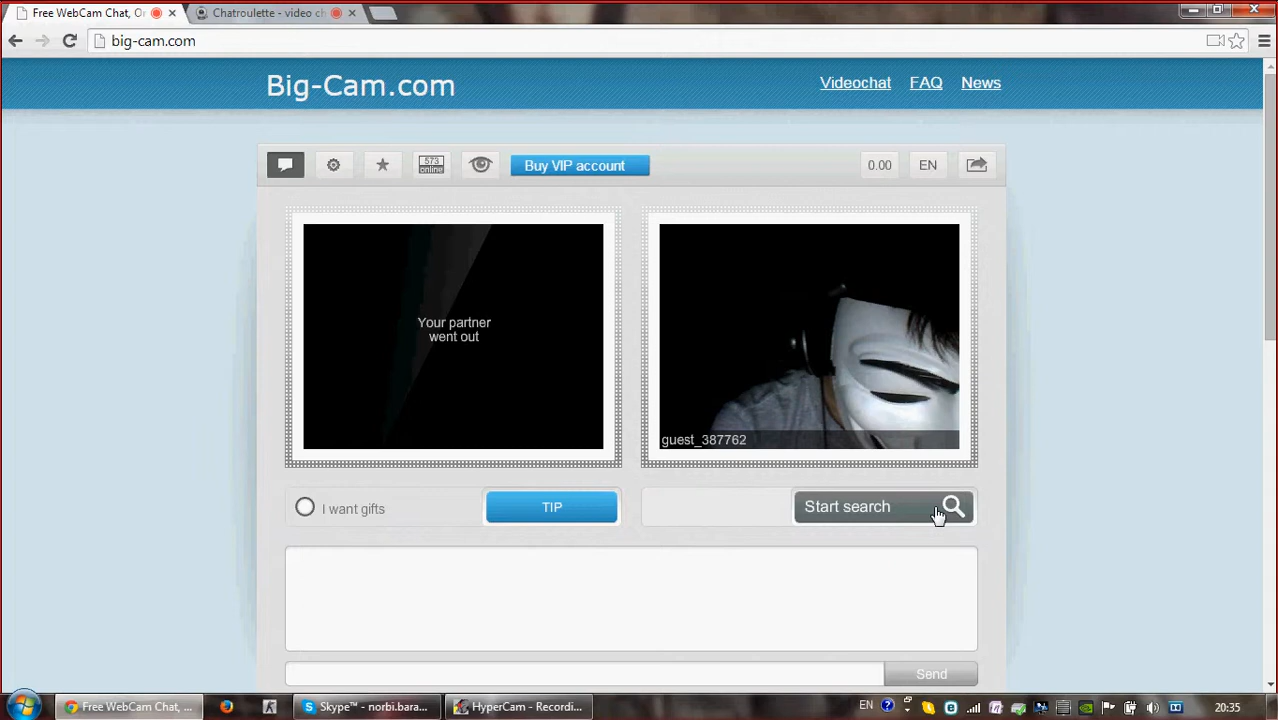 Free WebCam Chat, O
Chatroulette - video ch
big-cam.com
Big-Cam.com
Videochat FAQ News
573 online
Buy VIP account
0.00 EN
Your partner
went out
guest_387762
I want gifts
TIP
Start search
Send
Free WebCam Chat, ...
Skype™ - norbi.bara...
HyperCam - Recordi...
EN
20:35